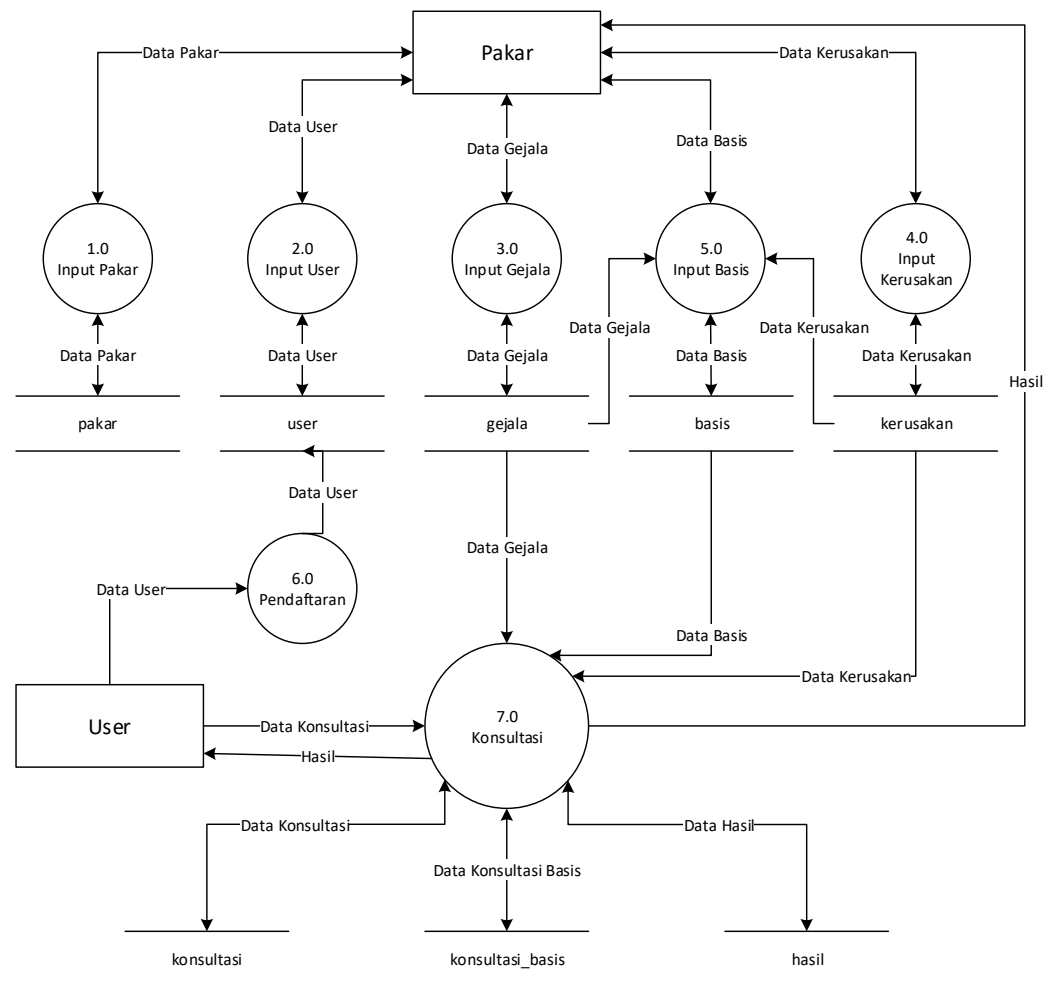 Pakar
Data Pakar
Data Kerusakan
Data User
Data Gejala
Data Basis
1.0
Input Pakar
2.0
Input User
3.0
Input Gejala
5.0
Input Basis
4.0
Input
Kerusakan
Data Gejala
Data Kerusakan
Data Pakar
Data User
Data Gejala
Data Basis
Data Kerusakan
Hasil
pakar
user
gejala
basis
kerusakan
Data User
Data Gejala
6.0
Pendaftaran
Data User
Data Basis
Data Kerusakan
User
Data Konsultasi
7.0
Konsultasi
Hasil
Data Konsultasi
Data Hasil
Data Konsultasi Basis
konsultasi
konsultasi_basis
hasil